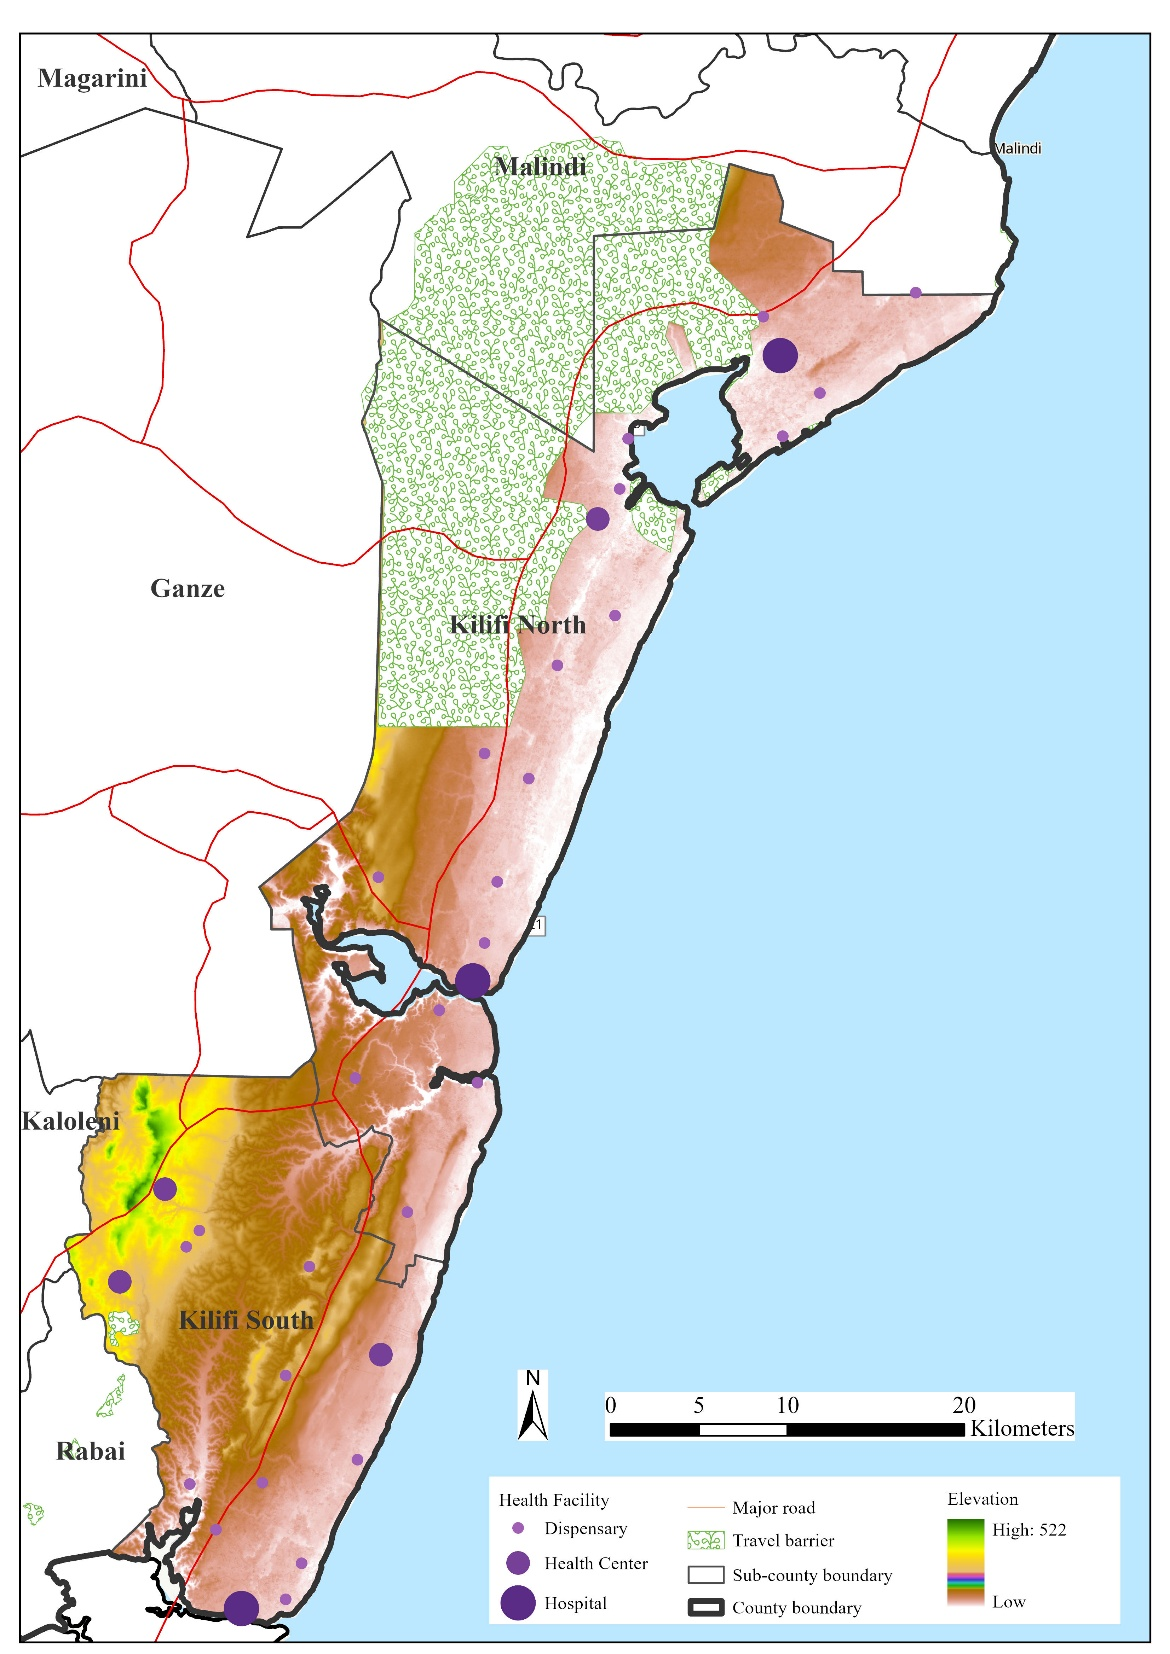 Magarini
Malindi
Malindi
Ganze
Kilifi North
Kaloleni
Kilifi South
Rabai
N
0 5 10 20
Kilometers
Health Facility
Dispensary
Health Center
Hospital
Major road
Travel barrier
Sub-county boundary
County boundary
Elevation
High: 522
Low